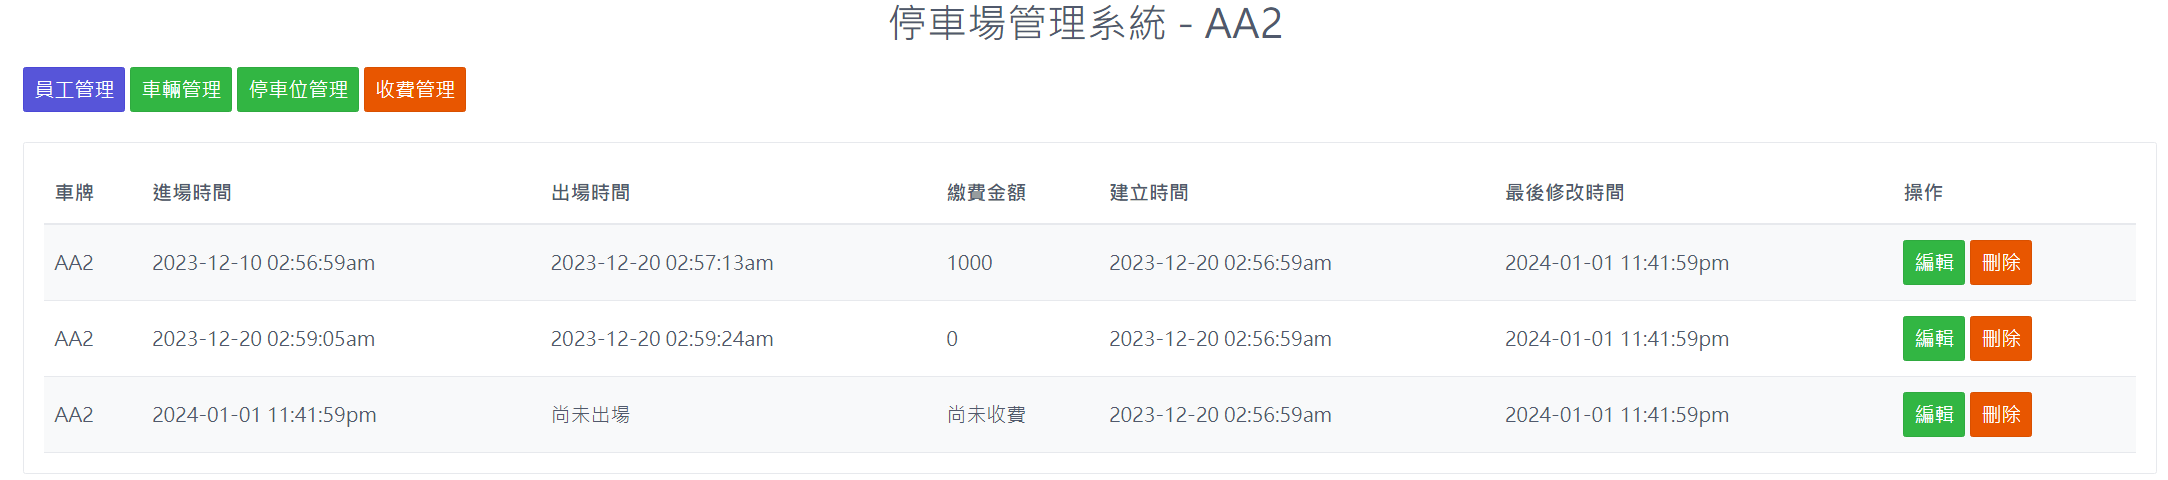 停車場管理系統 - AA2
員工管理 車輛管理 停車位管理 收費管理
車牌 進場時間 出場時間 繳費金額 建立時間 最後修改時間 操作
AA2 2023-12-10 02:56:59am 2023-12-20 02:57:13am 1000 2023-12-20 02:56:59am 2024-01-01 11:41:59pm 編輯 刪除
AA2 2023-12-20 02:59:05am 2023-12-20 02:59:24am 0 2023-12-20 02:56:59am 2024-01-01 11:41:59pm 編輯 刪除
AA2 2024-01-01 11:41:59pm 尚未出場 尚未收費 2023-12-20 02:56:59am 2024-01-01 11:41:59pm 編輯 刪除